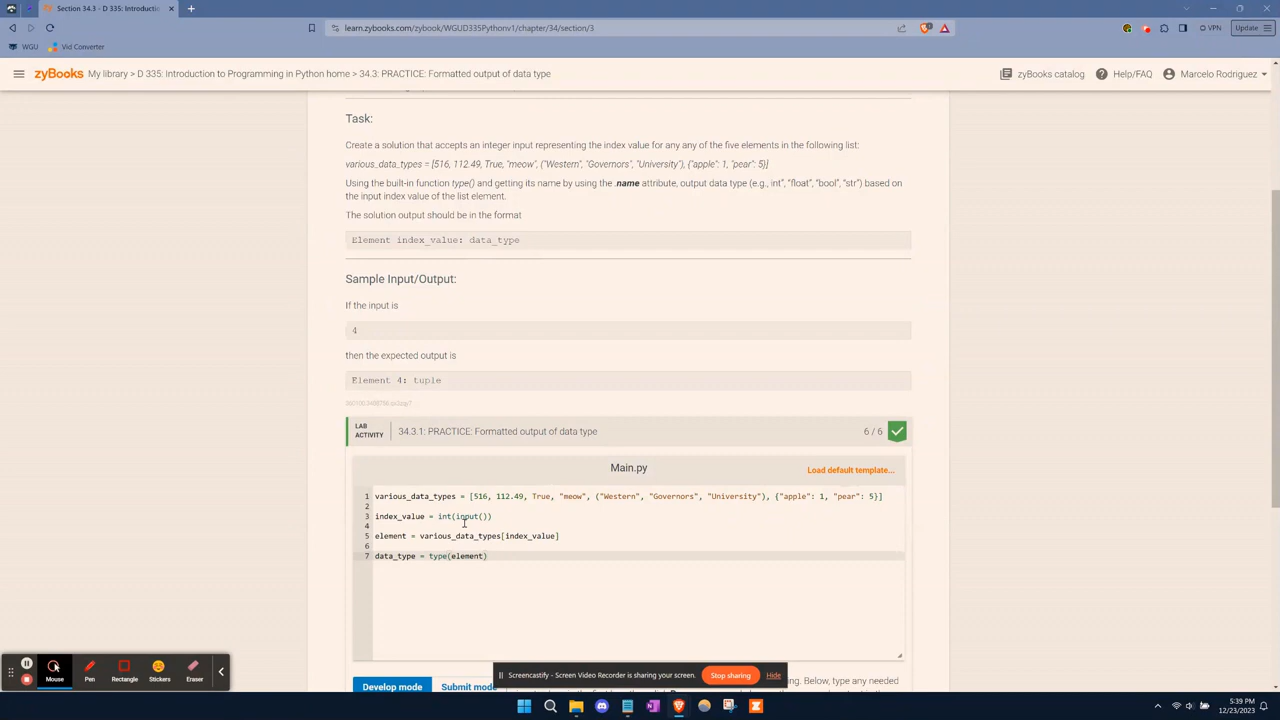 Section 34.3 - D 335: Introductio
learn.zybooks.com/zybook/WGUD335Pythonv1/chapter/34/section/3
VPN
Update
WGU
Vid Converter
zyBooks My library > D 335: Introduction to Programming in Python home > 34.3: PRACTICE: Formatted output of data type
zyBooks catalog
Help/FAQ
Marcelo Rodriguez
Task:
Create a solution that accepts an integer input representing the index value for any any of the five elements in the following list:
various_data_types = [516, 112.49, True, "meow", ("Western", "Governors", "University"), {"apple": 1, "pear": 5}]
Using the built-in function type() and getting its name by using the .name attribute, output data type (e.g., int", "float", "bool", "str") based on
the input index value of the list element.
The solution output should be in the format
Element index_value: data_type
Sample Input/Output:
If the input is
4
then the expected output is
Element 4: tuple
LAB
ACTIVITY
34.3.1: PRACTICE: Formatted output of data type
6 / 6
Main.py
Load default template...
1 various_data_types = [516, 112.49, True, "meow", ("Western", "Governors", "University"), {"apple": 1, "pear": 5}]
2
3 index_value = int(input())
4
5 element = various_data_types[index_value]
6
7 data_type = type(element)
Mouse
Pen
Rectangle
Stickers
Eraser
Screencastify - Screen Video Recorder is sharing your screen.
Stop sharing
Hide
Develop mode
Submit mode
ing. Below, type any needed
5:39 PM
12/23/2023